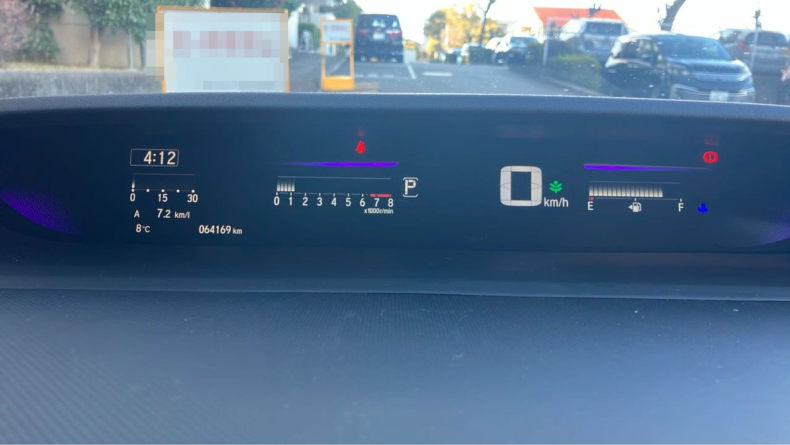 4:12
0 15 30
A 7.2 km/l
8°C 064169 km
0 1 2 3 4 5 6 7 8
x1000r/min
P
0 km/h
E F